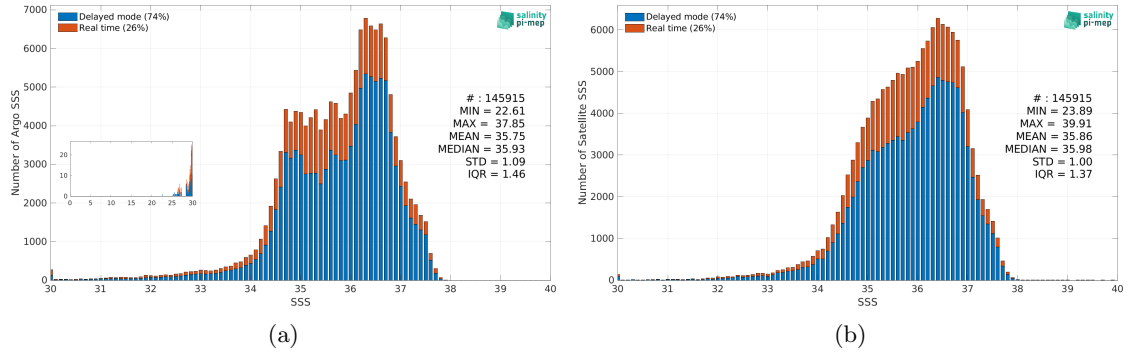 Delayed mode (74%)
Real time (26%)
salinity
pi-mep
7000
6000
5000
4000
3000
2000
1000
0
Number of Argo SSS
# : 145915
MIN = 22.61
MAX = 37.85
MEAN = 35.75
MEDIAN = 35.93
STD = 1.09
IQR = 1.46
20
10
0
0 5 10 15 20 25 30
30 31 32 33 34 35 36 37 38 39 40
SSS
(a)
Delayed mode (74%)
Real time (26%)
salinity
pi-mep
6000
5000
4000
3000
2000
1000
0
Number of Satellite SSS
# : 145915
MIN = 23.89
MAX = 39.91
MEAN = 35.86
MEDIAN = 35.98
STD = 1.00
IQR = 1.37
30 31 32 33 34 35 36 37 38 39 40
SSS
(b)